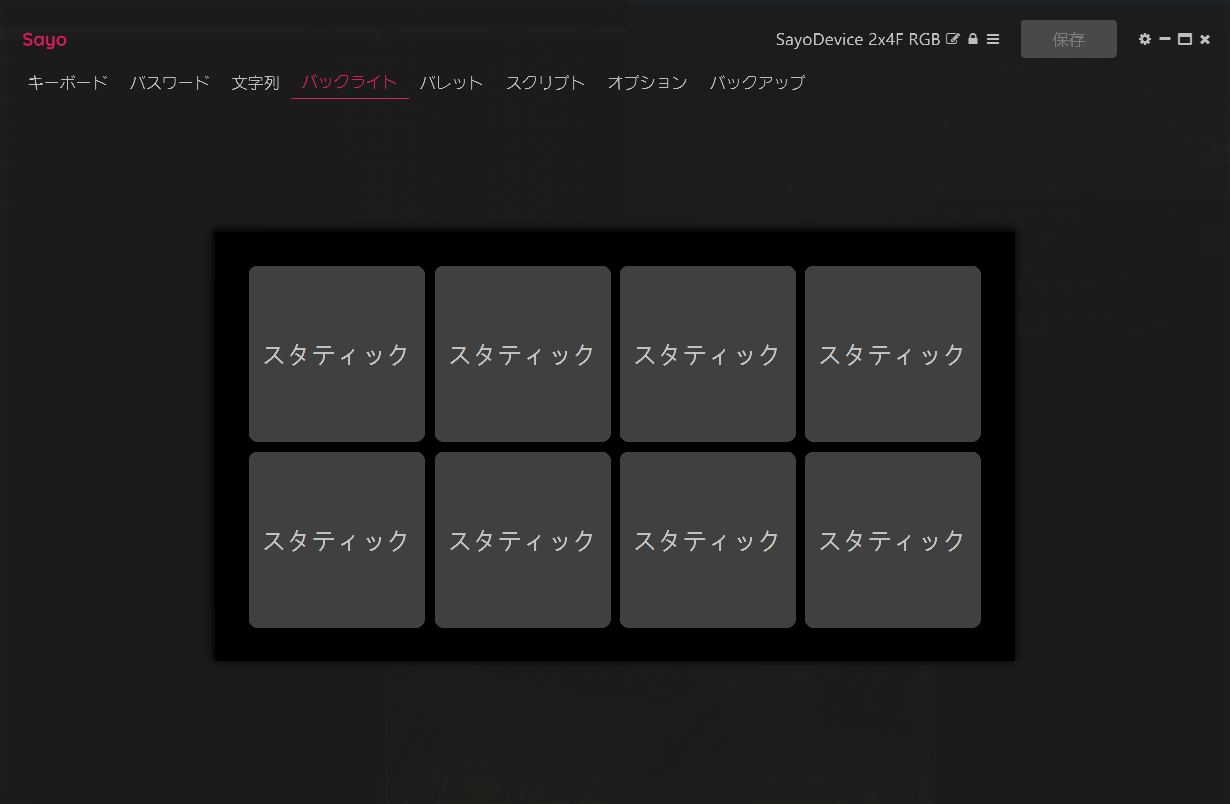 Sayo
SayoDevice 2x4F RGB 保存
キーボード パスワード 文字列 バックライト パレット スクリプト オプション バックアップ
スタティック スタティック スタティック スタティック
スタティック スタティック スタティック スタティック